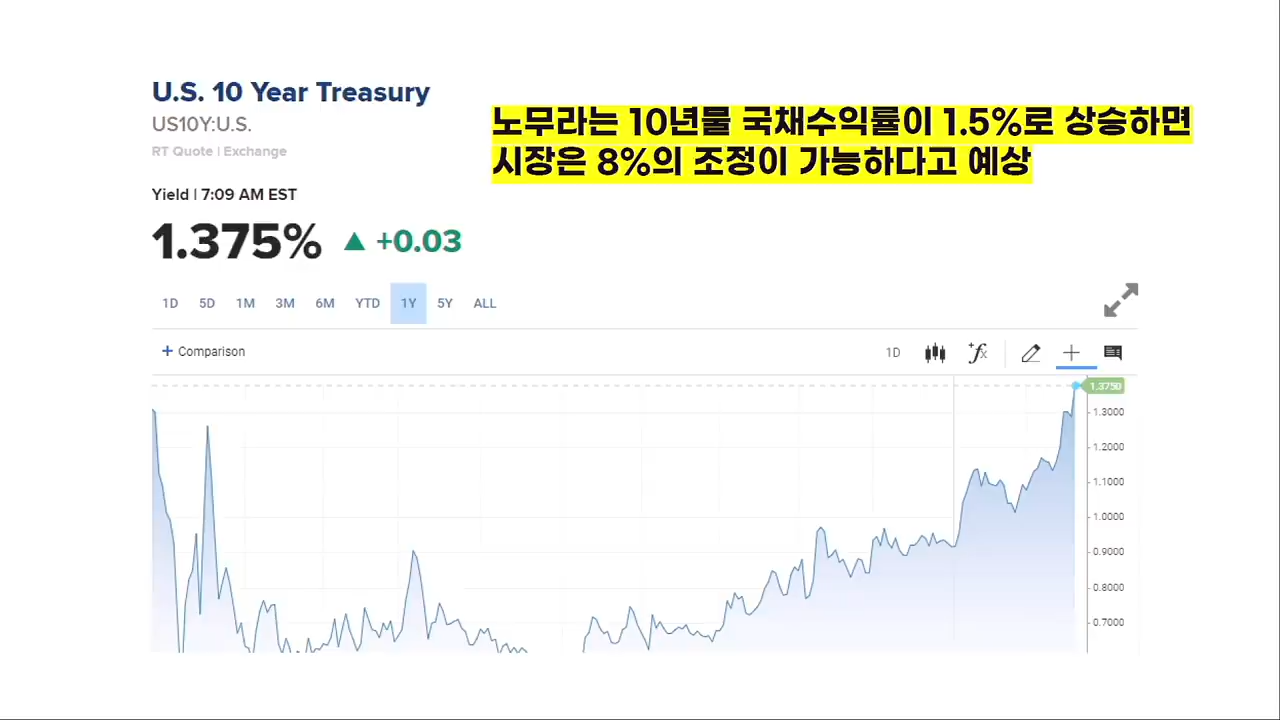 U.S. 10 Year Treasury
US10Y:U.S.
RT Quote | Exchange
노무라는 10년물 국채수익률이 1.5%로 상승하면
시장은 8%의 조정이 가능하다고 예상
Yield | 7:09 AM EST
1.375% ▲ +0.03
1D 5D 1M 3M 6M YTD 1Y 5Y ALL
+ Comparison
1D
1.3750
1.3000
1.2000
1.1000
1.0000
0.9000
0.8000
0.7000